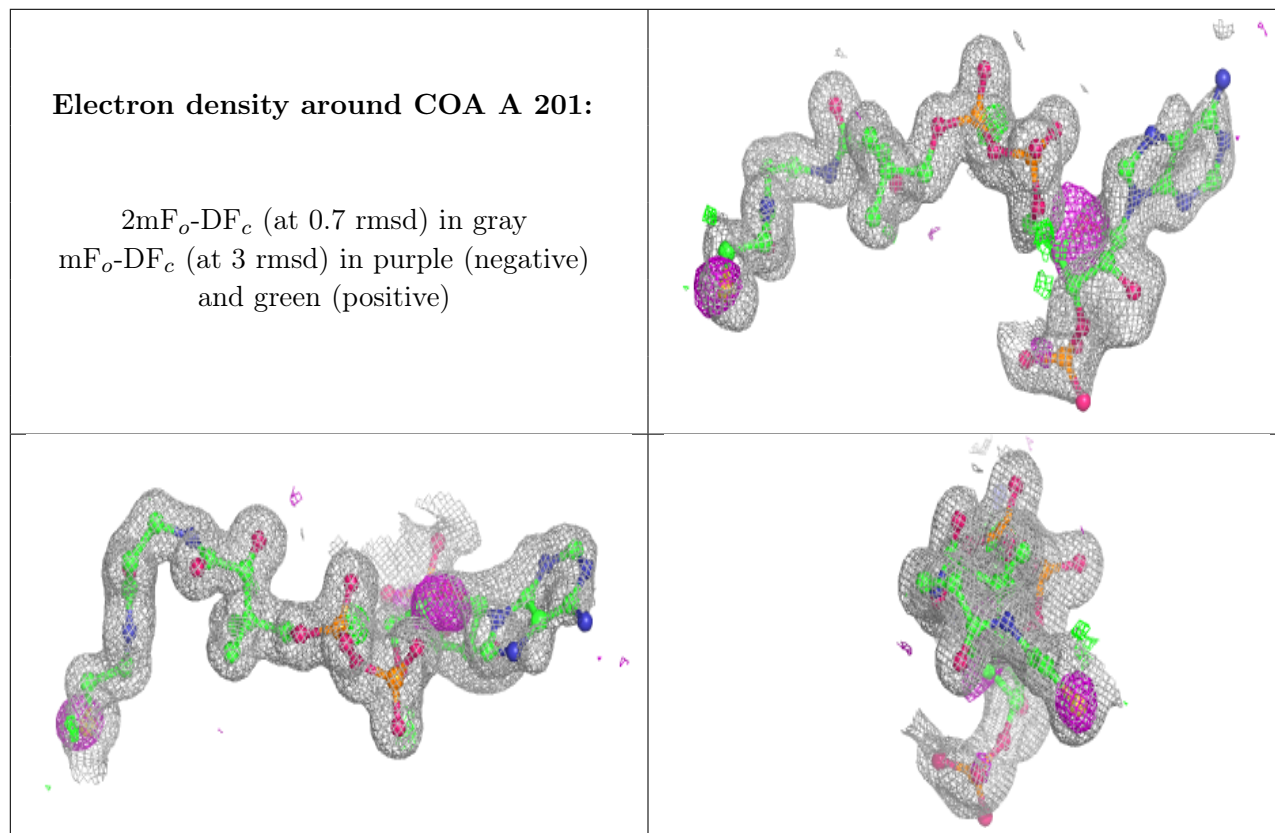 Electron density around COA A 201:
2mFo-DFc (at 0.7 rmsd) in gray
mFo-DFc (at 3 rmsd) in purple (negative)
and green (positive)